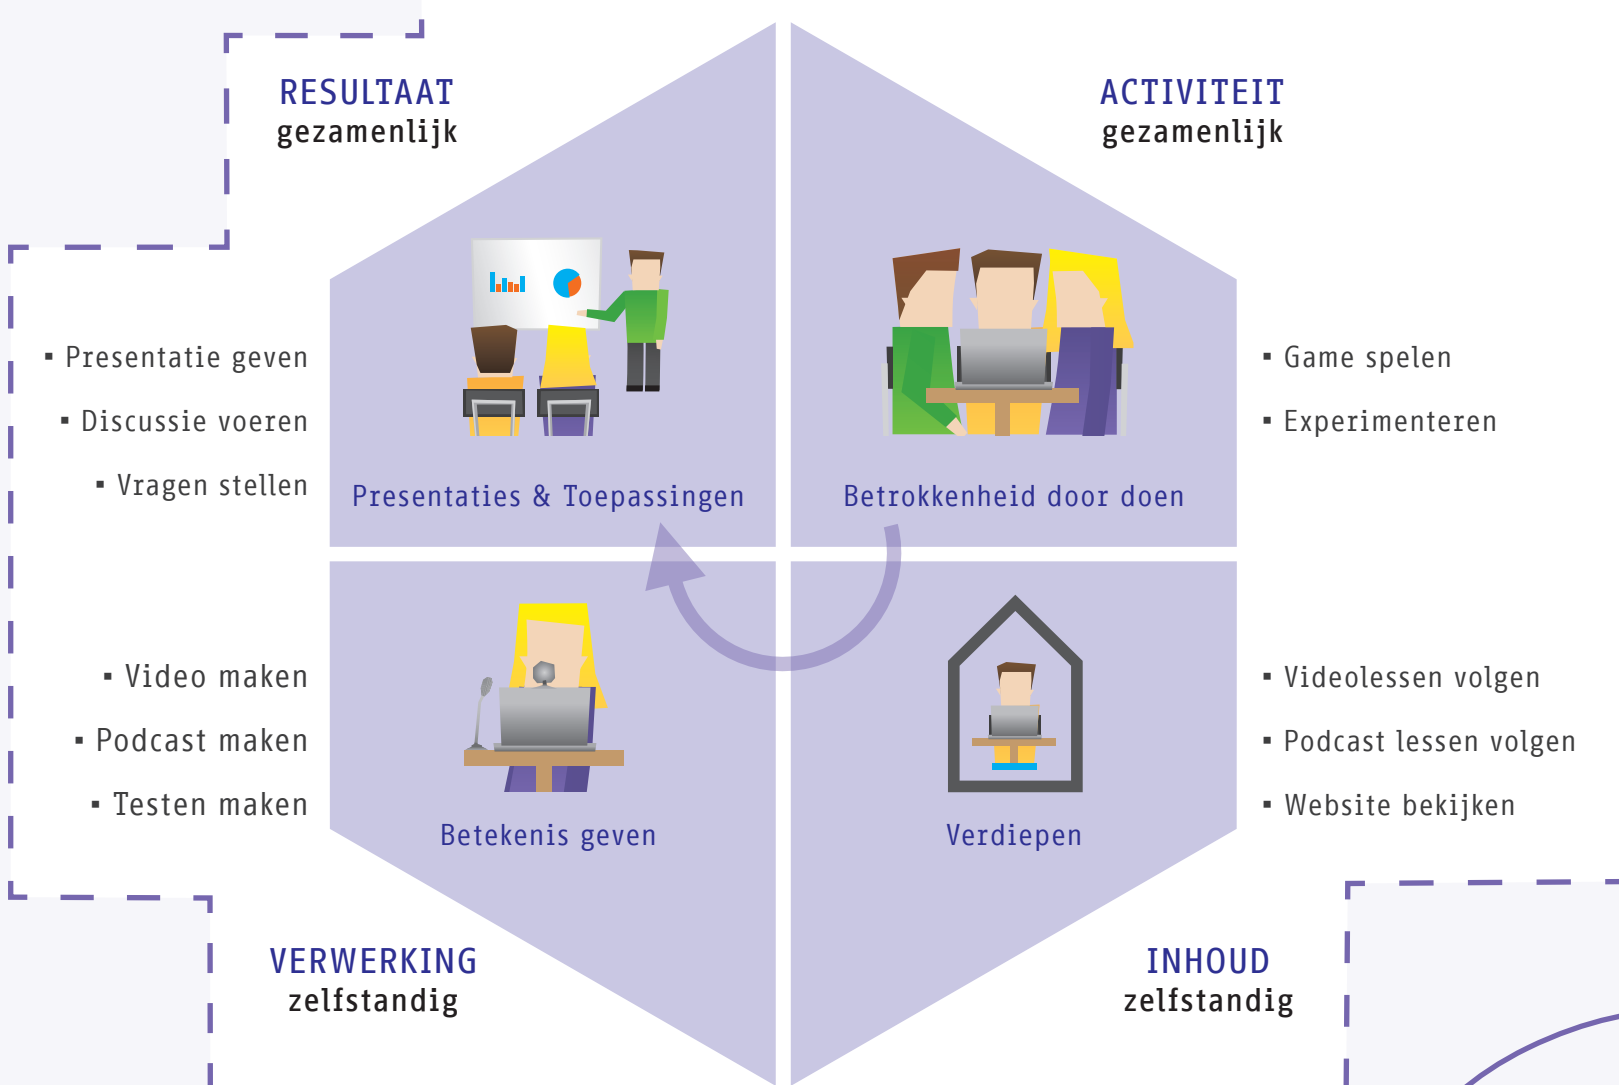 RESULTAAT
gezamenlijk
▪ Presentatie geven
▪ Discussie voeren
▪ Vragen stellen
Presentaties & Toepassingen
ACTIVITEIT
gezamenlijk
Betrokkenheid door doen
▪ Game spelen
▪ Experimenteren
▪ Video maken
▪ Podcast maken
▪ Testen maken
Betekenis geven
VERWERKING
zelfstandig
Verdiepen
▪ Videolessen volgen
▪ Podcast lessen volgen
▪ Website bekijken
INHOUD
zelfstandig